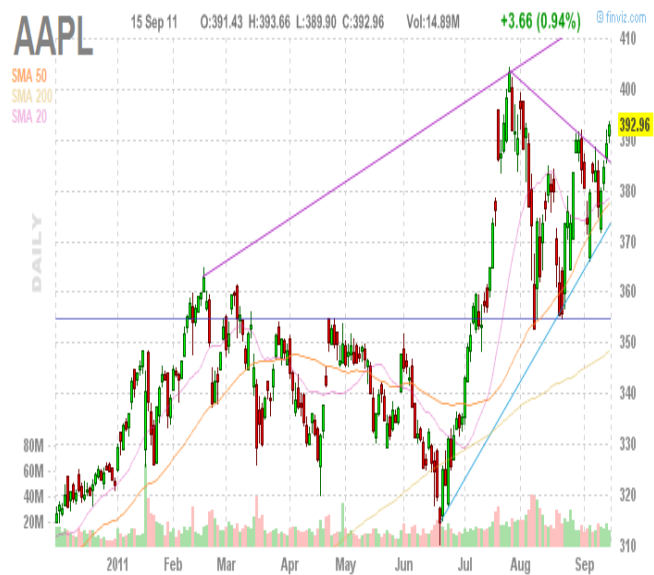 AAPL
15 Sep 11 O:391.43 H:393.66 L:389.90 C:392.96 Vol:14.89M +3.66 (0.94%) © finviz.com
SMA 50
SMA 200
SMA 20
DAILY
410
400
392.96
390
380
370
360
350
340
330
320
310
80M
60M
40M
20M
2011 Feb Mar Apr May Jun Jul Aug Sep